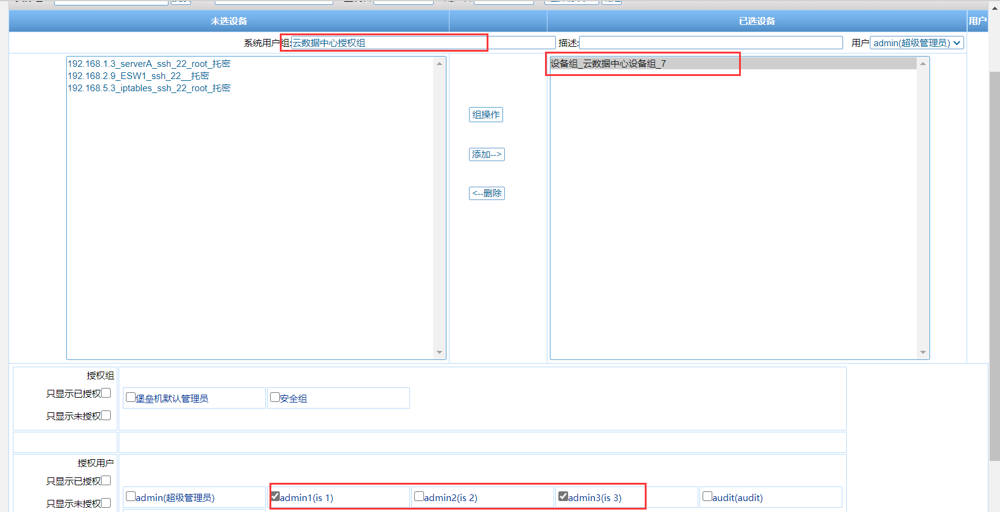 未选设备 已选设备 用户
系统用户组:云数据中心授权组 描述: 用户 admin(超级管理员)
192.168.1.3_serverA_ssh_22_root_托密
192.168.2.9_ESW1_ssh_22__托密
192.168.5.3_iptables_ssh_22_root_托密
设备组_云数据中心设备组_7
组操作
添加-->
<--删除
授权组
只显示已授权
只显示未授权
堡垒机默认管理员 安全组
授权用户
只显示已授权
只显示未授权
admin(超级管理员) admin1(is 1) admin2(is 2) admin3(is 3) audit(audit)